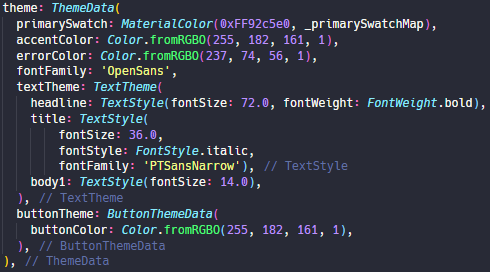 theme: ThemeData(
primarySwatch: MaterialColor(0xFF92c5e0, _primarySwatchMap),
accentColor: Color.fromRGBO(255, 182, 161, 1),
errorColor: Color.fromRGBO(237, 74, 56, 1),
fontFamily: 'OpenSans',
textTheme: TextTheme(
headline: TextStyle(fontSize: 72.0, fontWeight: FontWeight.bold),
title: TextStyle(
fontSize: 36.0,
fontStyle: FontStyle.italic,
fontFamily: 'PTSansNarrow'), // TextStyle
body1: TextStyle(fontSize: 14.0),
), // TextTheme
buttonTheme: ButtonThemeData(
buttonColor: Color.fromRGBO(255, 182, 161, 1),
), // ButtonThemeData
), // ThemeData